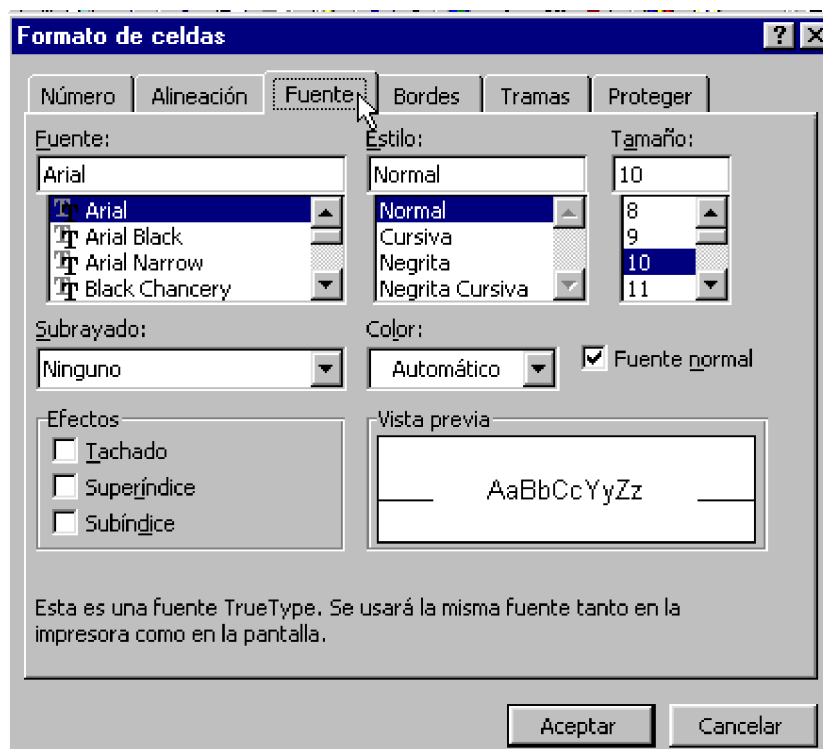 Formato de celdas
Número Alineación Fuente Bordes Tramas Proteger
Fuente: Estilo: Tamaño:
Arial Normal 10
Arial Normal 8
Arial Black Cursiva 9
Arial Narrow Negrita 10
Black Chancery Negrita Cursiva 11
Subrayado: Color:
Ninguno Automático Fuente normal
Efectos Vista previa
Tachado
Superíndice AaBbCcYyZz
Subíndice
Esta es una fuente TrueType. Se usará la misma fuente tanto en la
impresora como en la pantalla.
Aceptar Cancelar